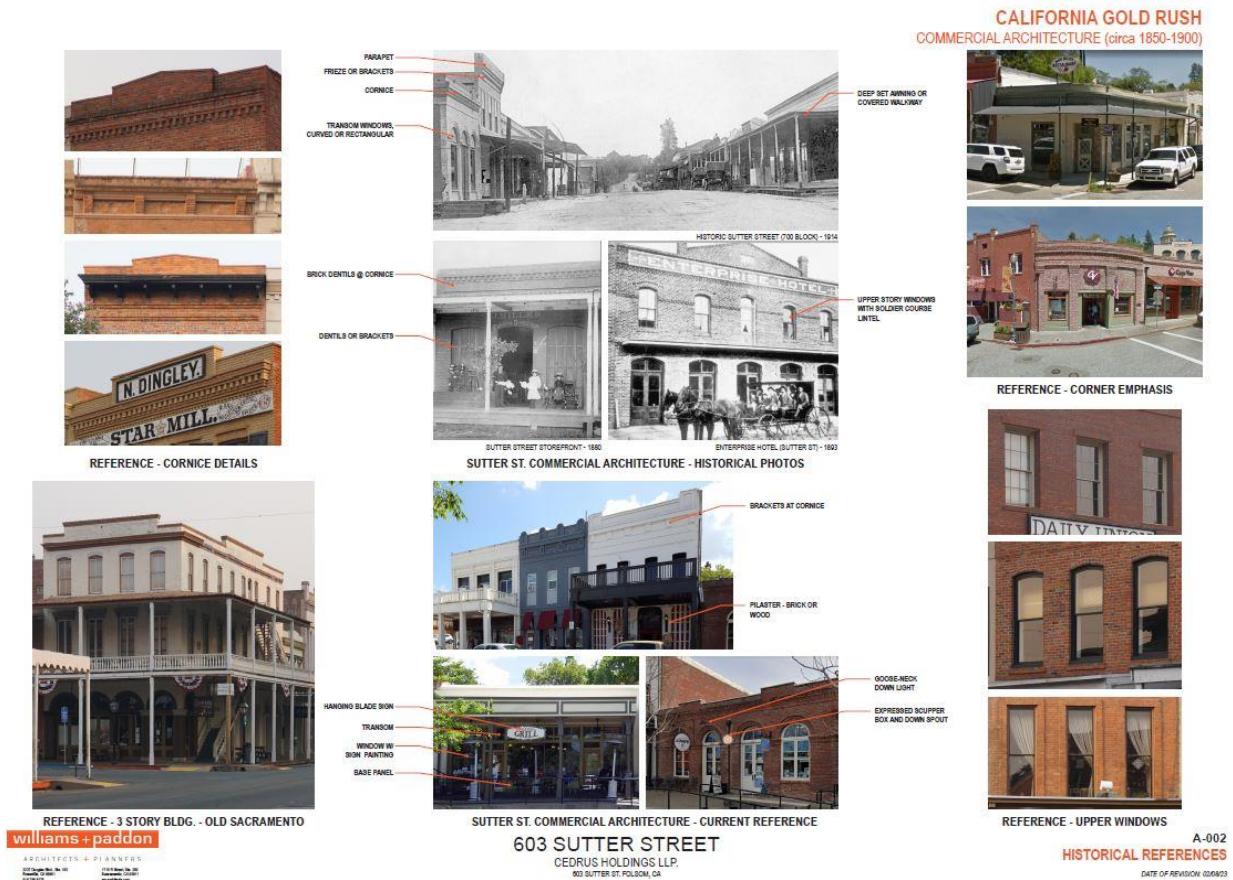 CALIFORNIA GOLD RUSH
COMMERCIAL ARCHITECTURE (circa 1850-1900)
PARAPET
FRIEZE OR BRACKETS
CORNICE
TRANSOM WINDOWS,
CURVED OR RECTANGULAR
DEEP SET AWNING OR
COVERED WALKWAY
HISTORIC SUTTER STREET (700 BLOCK) - 1914
BRICK DENTILS @ CORNICE
DENTILS OR BRACKETS
ENTERPRISE HOTEL
UPPER STORY WINDOWS
WITH SOLDIER COURSE
LINTEL
N. DINGLEY.
STAR MILL.
SUTTER STREET STOREFRONT - 1880
ENTERPRISE HOTEL (SUTTER ST) - 1893
REFERENCE - CORNICE DETAILS
SUTTER ST. COMMERCIAL ARCHITECTURE - HISTORICAL PHOTOS
REFERENCE - CORNER EMPHASIS
DAILY UNION
BRACKETS AT CORNICE
PILASTER - BRICK OR
WOOD
HANGING BLADE SIGN
TRANSOM
WINDOW W/
SIGN PAINTING
BASE PANEL
GRILL
GOOSE-NECK
DOWN LIGHT
EXPRESSED SCUPPER
BOX AND DOWN SPOUT
REFERENCE - 3 STORY BLDG. - OLD SACRAMENTO
SUTTER ST. COMMERCIAL ARCHITECTURE - CURRENT REFERENCE
REFERENCE - UPPER WINDOWS
williams + paddon
ARCHITECTS + PLANNERS
603 SUTTER STREET
CEDRUS HOLDINGS LLP.
603 SUTTER ST. FOLSOM, CA
A-002
HISTORICAL REFERENCES
DATE OF REVISION: 02/08/23